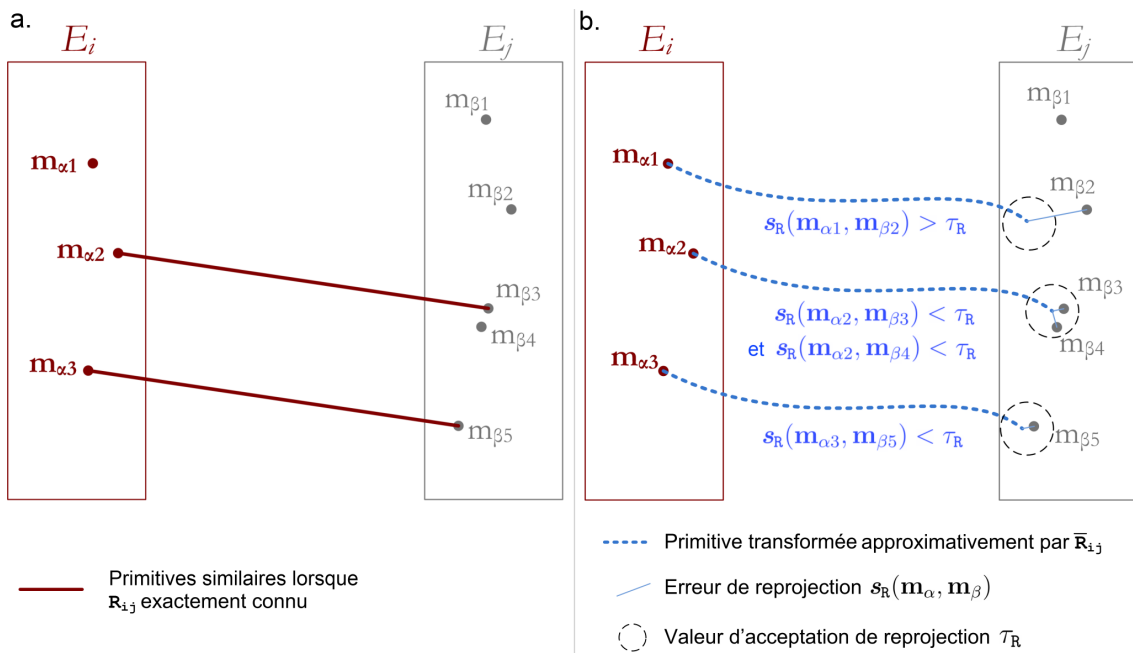 a.
E_i
E_j
m_β1
m_α1
m_β2
m_α2
m_β3
m_β4
m_α3
m_β5
Primitives similaires lorsque
R_ij exactement connu
b.
E_i
E_j
m_β1
m_α1
m_β2
s_R(m_α1, m_β2) > τ_R
m_α2
m_β3
s_R(m_α2, m_β3) < τ_R
et s_R(m_α2, m_β4) < τ_R
m_β4
m_α3
s_R(m_α3, m_β5) < τ_R
m_β5
Primitive transformée approximativement par R̅_ij
Erreur de reprojection s_R(m_α, m_β)
Valeur d'acceptation de reprojection τ_R